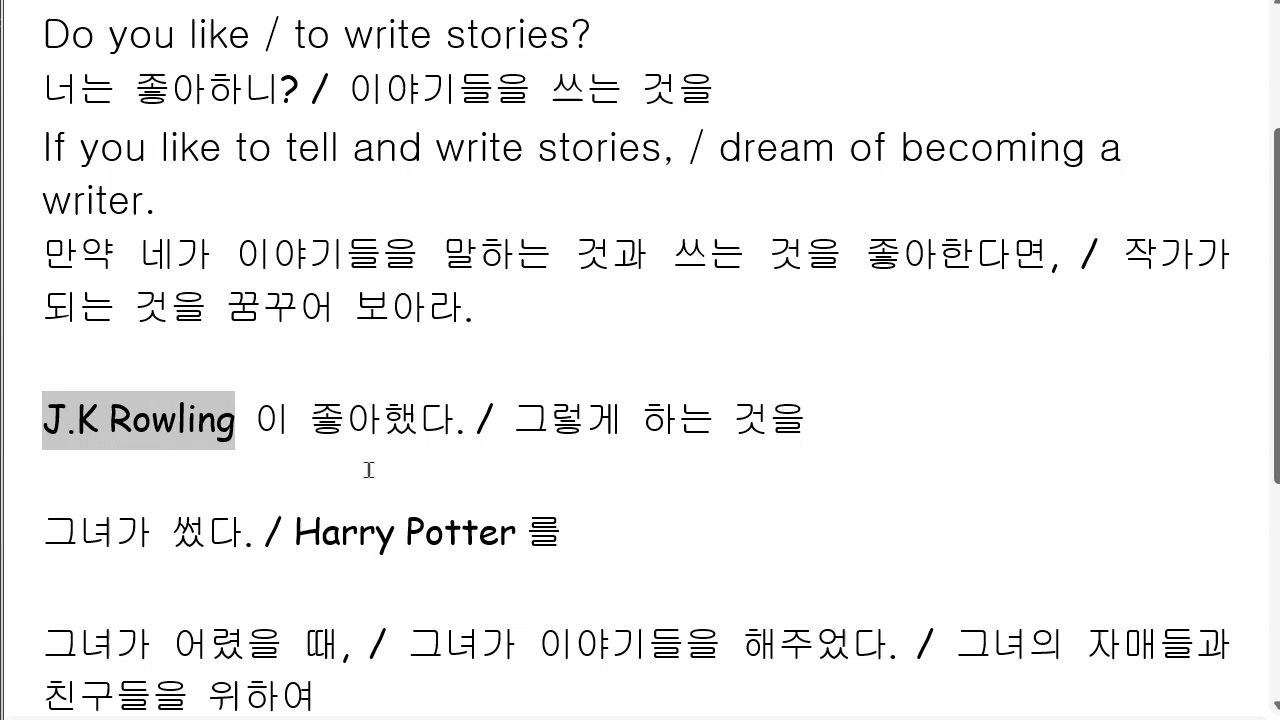 Do you like / to write stories?
너는 좋아하니? / 이야기들을 쓰는 것을
If you like to tell and write stories, / dream of becoming a
writer.
만약 네가 이야기들을 말하는 것과 쓰는 것을 좋아한다면, / 작가가
되는 것을 꿈꾸어 보아라.
J.K Rowling 이 좋아했다. / 그렇게 하는 것을
그녀가 썼다. / Harry Potter 를
그녀가 어렸을 때, / 그녀가 이야기들을 해주었다. / 그녀의 자매들과
친구들을 위하여